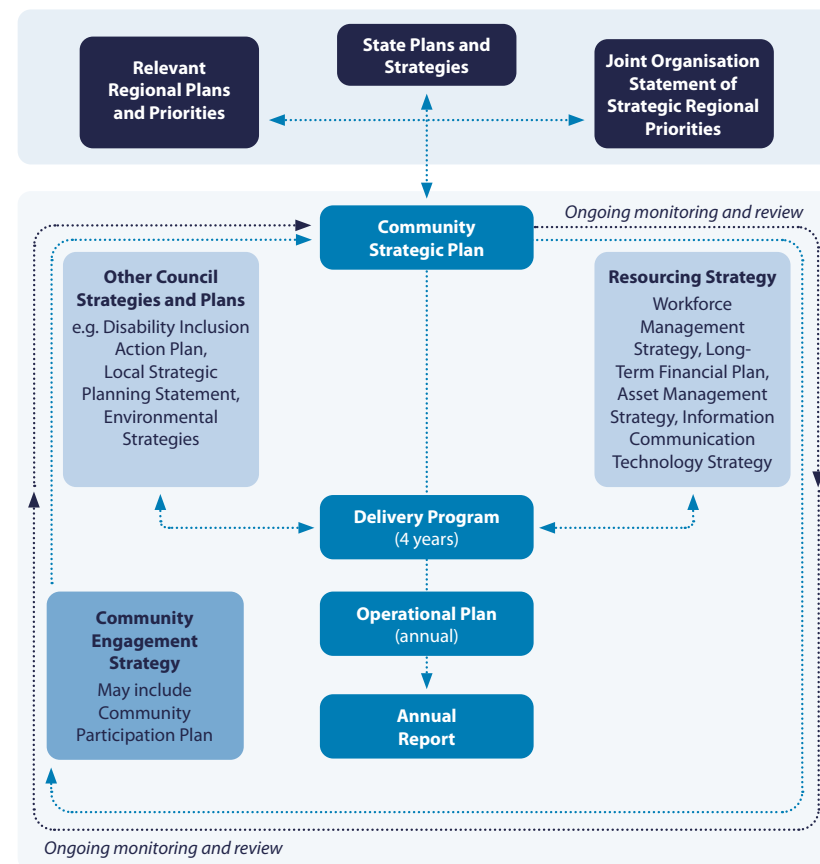 Relevant
Regional Plans
and Priorities
State Plans and
Strategies
Joint Organisation
Statement of
Strategic Regional
Priorities
Community
Strategic Plan
Ongoing monitoring and review
Other Council
Strategies and Plans
e.g. Disability Inclusion
Action Plan,
Local Strategic
Planning Statement,
Environmental
Strategies
Resourcing Strategy
Workforce
Management
Strategy, Long-
Term Financial Plan,
Asset Management
Strategy, Information
Communication
Technology Strategy
Delivery Program
(4 years)
Community
Engagement
Strategy
May include
Community
Participation Plan
Operational Plan
(annual)
Annual
Report
Ongoing monitoring and review